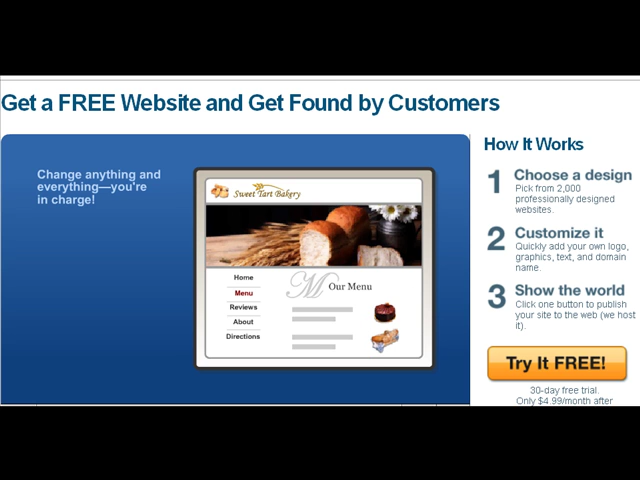 Get a FREE Website and Get Found by Customers
Change anything and
everything—you're
in charge!
Sweet Tart Bakery
Home
Menu
Reviews
About
Directions
M
Our Menu
How It Works
1 Choose a design
Pick from 2,000
professionally designed
websites.
2 Customize it
Quickly add your own logo,
graphics, text, and domain
name.
3 Show the world
Click one button to publish
your site to the web (we host
it).
Try It FREE!
30-day free trial.
Only $4.99/month after